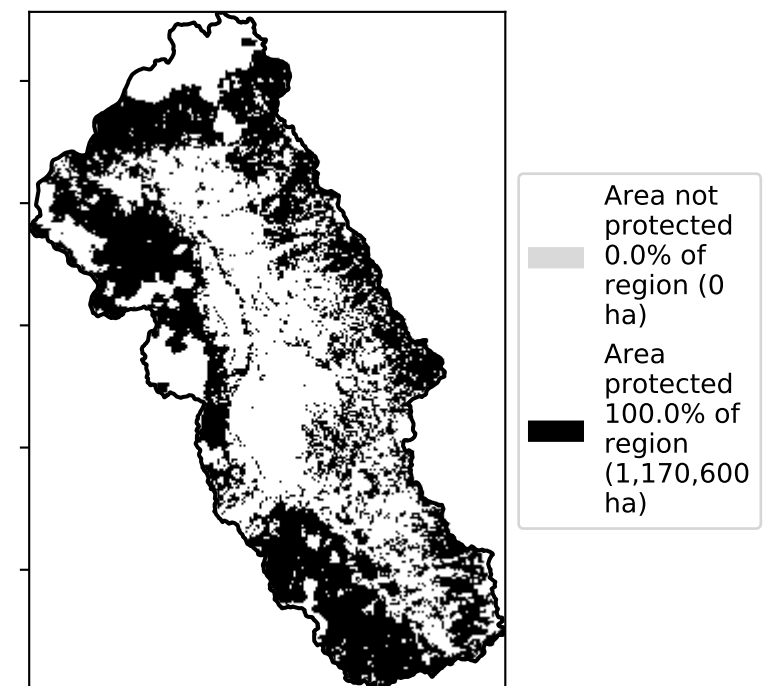 Area not
protected
0.0% of
region (0
ha)
Area
protected
100.0% of
region
(1,170,600
ha)